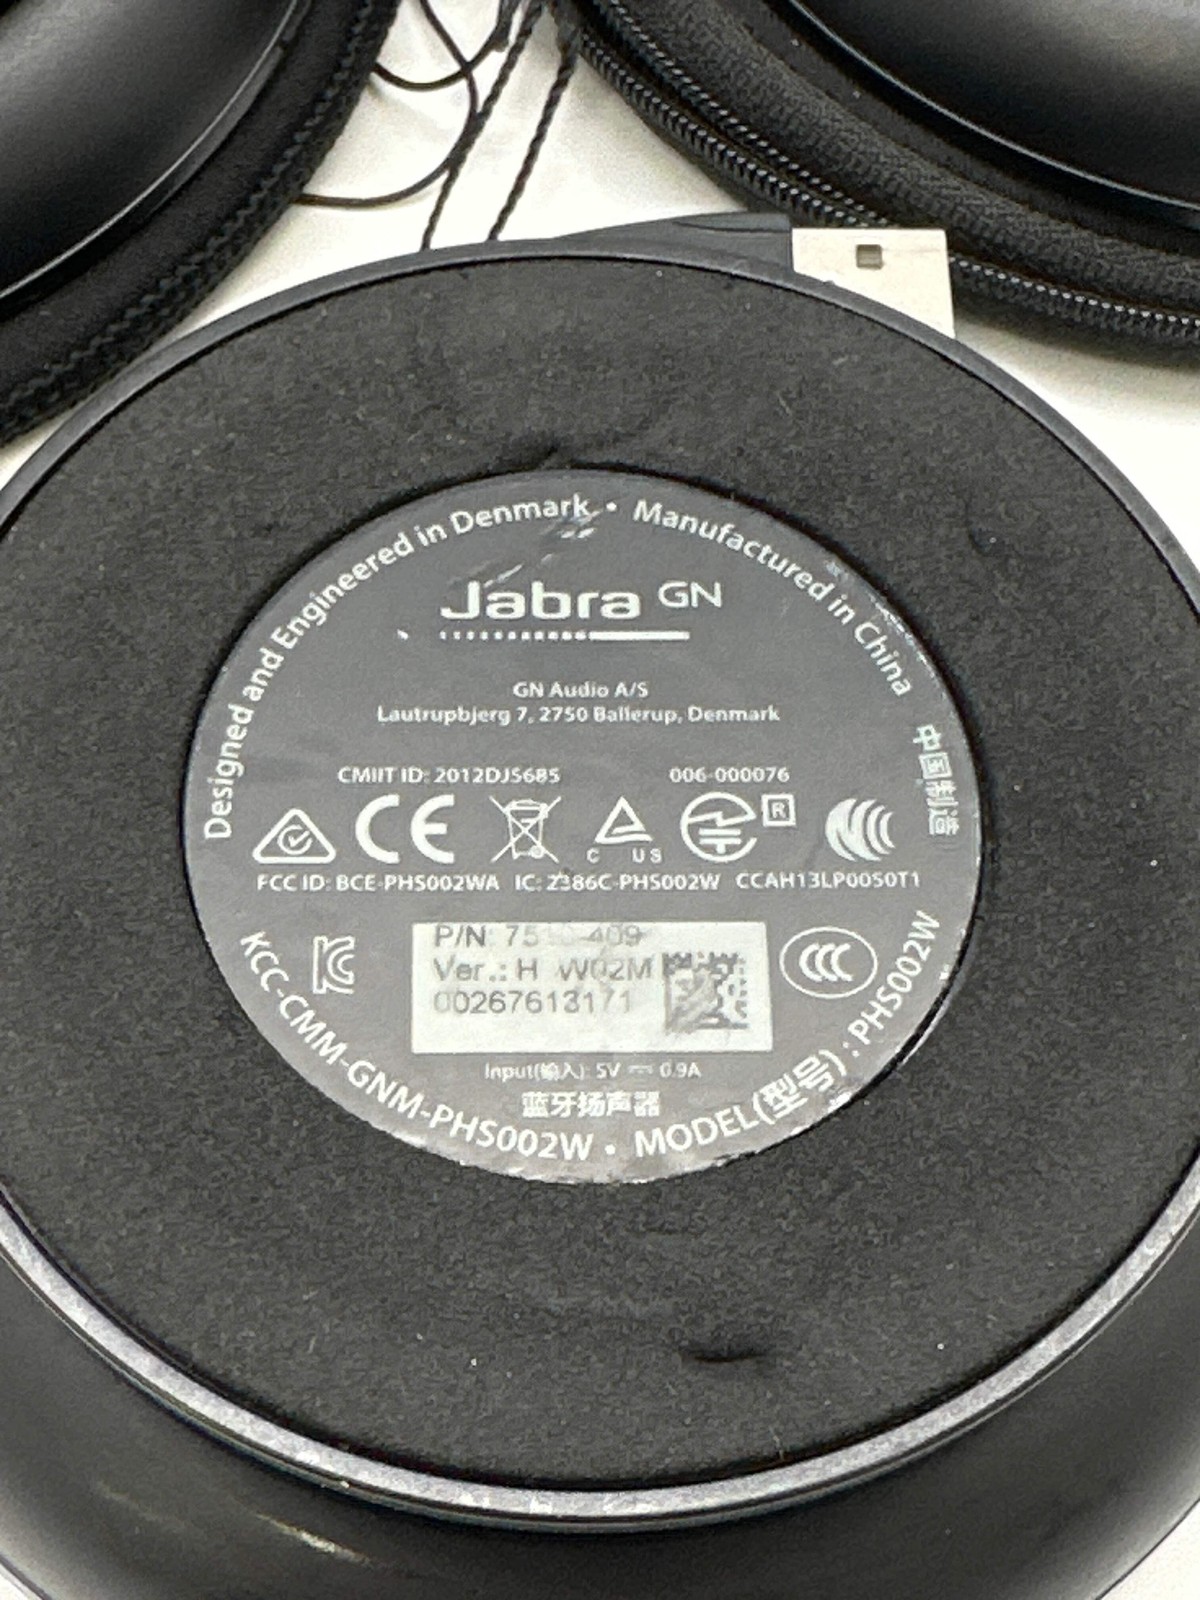 Designed and Engineered in Denmark • Manufactured in China 中国制造
Jabra GN
GN Audio A/S
Lautrupbjerg 7, 2750 Ballerup, Denmark
CMIIT ID: 2012DJ5685 006-000076
CE C US R
FCC ID: BCE-PHS002WA IC: 2386C-PHS002W CCAH13LP0050T1
P/N:
Ver.: H W02M
00267613171
CCC
Input(输入): 5V ⎓ 0.9A
蓝牙扬声器
KCC-CMM-GNM-PHS002W • MODEL(型号): PHS002W